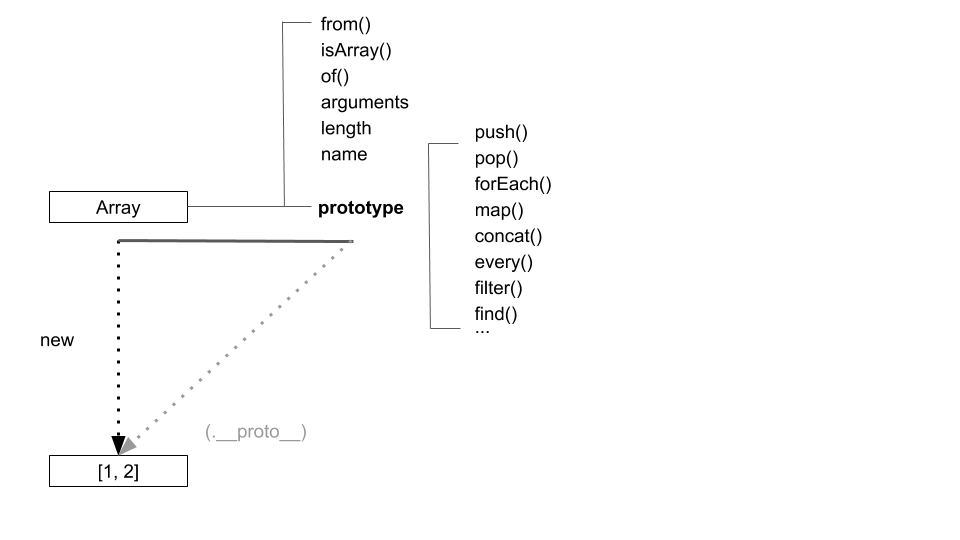 from()
isArray()
of()
arguments
length
name
push()
pop()
forEach()
map()
concat()
every()
filter()
find()
...
Array
prototype
new
(.__proto__)
[1, 2]